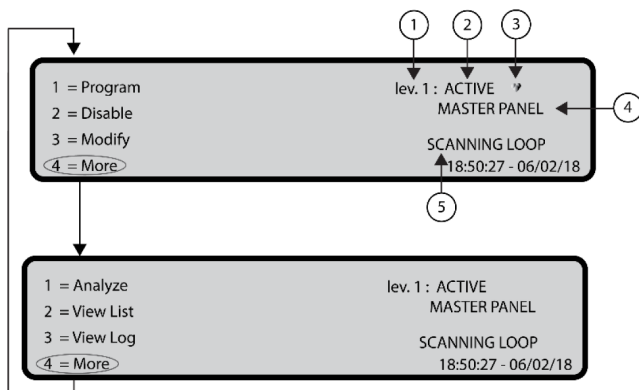 1 2 3
1 = Program lev. 1 : ACTIVE
2 = Disable MASTER PANEL 4
3 = Modify SCANNING LOOP
4 = More 18:50:27 - 06/02/18
5
1 = Analyze lev. 1 : ACTIVE
2 = View List MASTER PANEL
3 = View Log SCANNING LOOP
4 = More 18:50:27 - 06/02/18